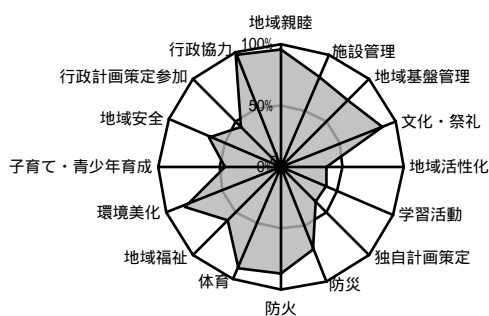 地域親睦
施設管理
地域基盤管理
文化・祭礼
地域活性化
学習活動
独自計画策定
防災
防火
体育
地域福祉
環境美化
子育て・青少年育成
地域安全
行政計画策定参加
行政協力
100%
50%
0%